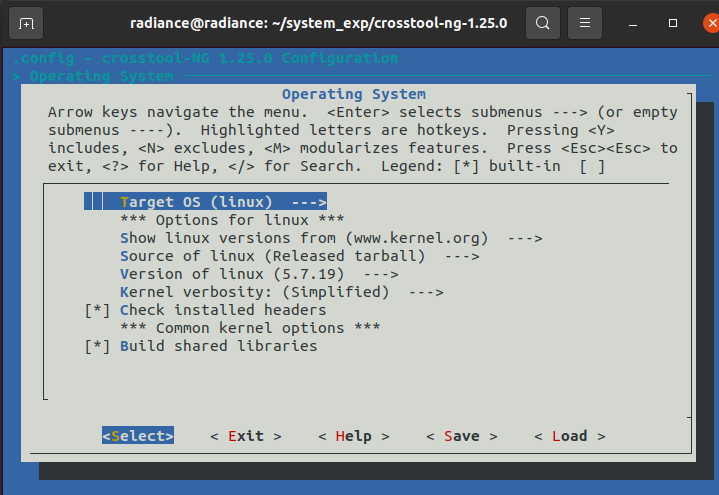 radiance@radiance: ~/system_exp/crosstool-ng-1.25.0
.config - crosstool-NG 1.25.0 Configuration
> Operating System
Operating System
Arrow keys navigate the menu.  <Enter> selects submenus ---> (or empty
submenus ----).  Highlighted letters are hotkeys.  Pressing <Y>
includes, <N> excludes, <M> modularizes features.  Press <Esc><Esc> to
exit, <?> for Help, </> for Search.  Legend: [*] built-in  [ ]
Target OS (linux)  --->
*** Options for linux ***
Show linux versions from (www.kernel.org)  --->
Source of linux (Released tarball)  --->
Version of linux (5.7.19)  --->
Kernel verbosity: (Simplified)  --->
[*] Check installed headers
*** Common kernel options ***
[*] Build shared libraries
<Select>    < Exit >    < Help >    < Save >    < Load >